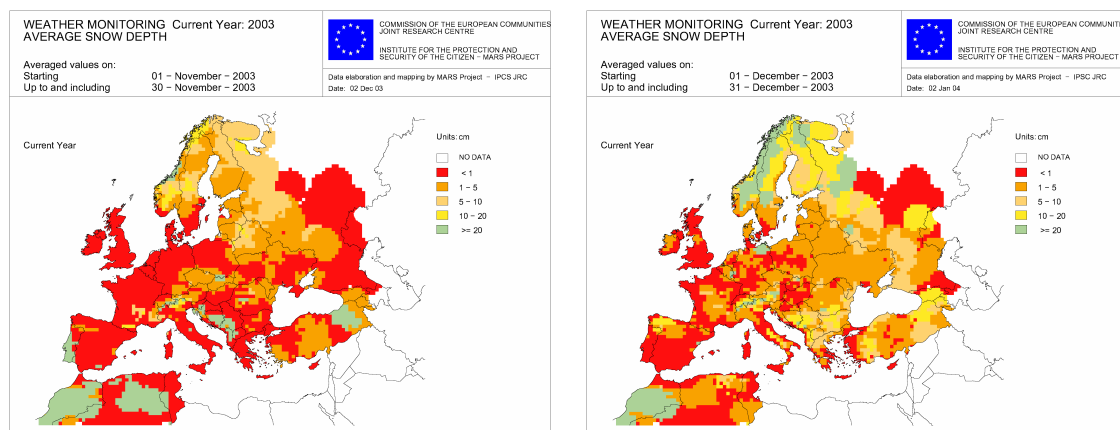 WEATHER MONITORING Current Year: 2003
AVERAGE SNOW DEPTH
Averaged values on:
Starting 01 − November − 2003
Up to and including 30 − November − 2003
COMMISSION OF THE EUROPEAN COMMUNITIES
JOINT RESEARCH CENTRE
INSTITUTE FOR THE PROTECTION AND
SECURITY OF THE CITIZEN − MARS PROJECT
Data elaboration and mapping by MARS Project − IPCS JRC
Date: 02 Dec 03
Current Year
Units: cm
NO DATA
< 1
1 − 5
5 − 10
10 − 20
>= 20
WEATHER MONITORING Current Year: 2003
AVERAGE SNOW DEPTH
Averaged values on:
Starting 01 − December − 2003
Up to and including 31 − December − 2003
COMMISSION OF THE EUROPEAN COMMUNITI
JOINT RESEARCH CENTRE
INSTITUTE FOR THE PROTECTION AND
SECURITY OF THE CITIZEN − MARS PROJECT
Data elaboration and mapping by MARS Project − IPSC JRC
Date: 02 Jan 04
Current Year
Units: cm
NO DATA
< 1
1 − 5
5 − 10
10 − 20
>= 20